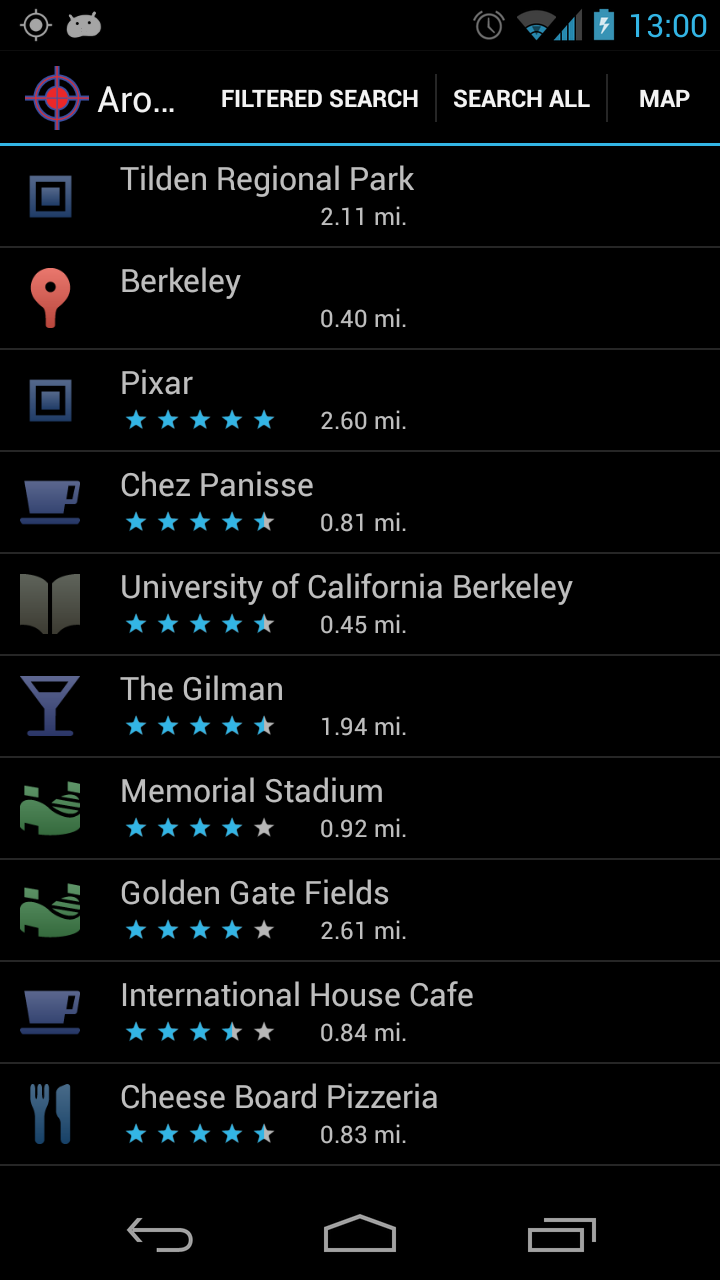 13:00
Aro...
FILTERED SEARCH
SEARCH ALL
MAP
Tilden Regional Park
2.11 mi.
Berkeley
0.40 mi.
Pixar
2.60 mi.
Chez Panisse
0.81 mi.
University of California Berkeley
0.45 mi.
The Gilman
1.94 mi.
Memorial Stadium
0.92 mi.
Golden Gate Fields
2.61 mi.
International House Cafe
0.84 mi.
Cheese Board Pizzeria
0.83 mi.